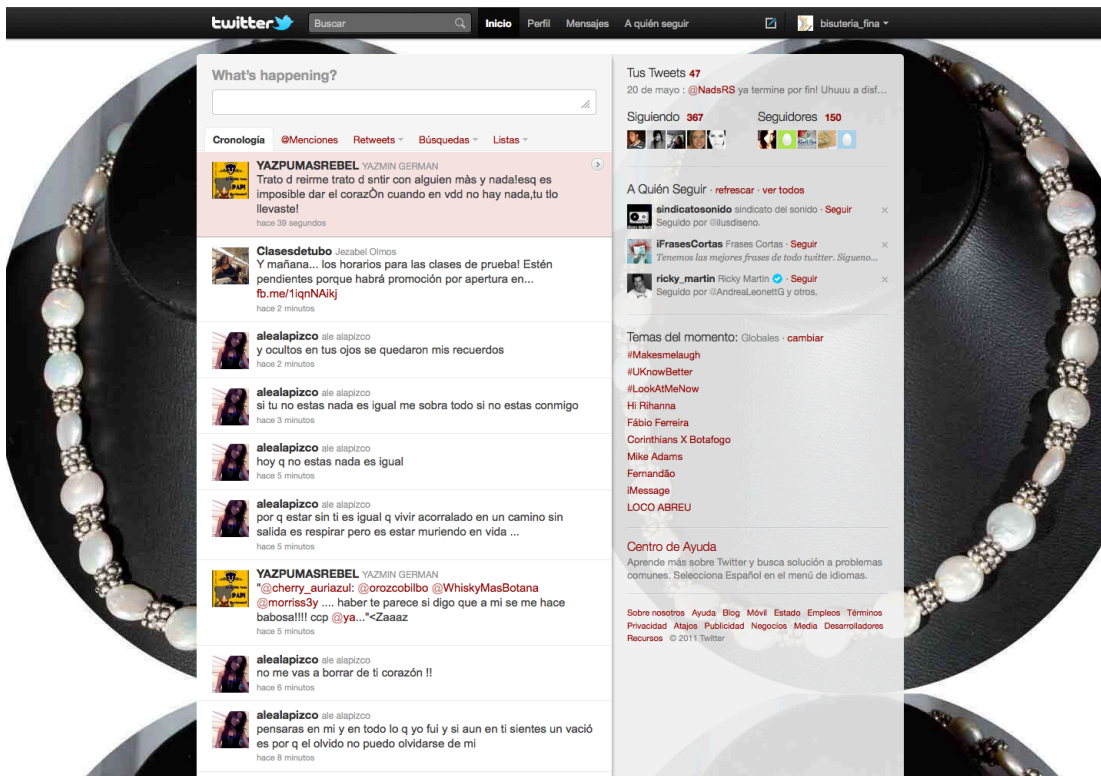 twitter
Buscar
Inicio Perfil Mensajes A quién seguir
bisuteria_fina
What's happening?
Cronología @Menciones Retweets Búsquedas Listas
YAZPUMASREBEL YAZMIN GERMAN
Trato d reirme trato d sntir con alguien màs y nada!esq es
imposible dar el corazÒn cuando en vdd no hay nada,tu tlo
llevaste!
hace 39 segundos
Clasesdetubo Jezabel Olmos
Y mañana... los horarios para las clases de prueba! Estén
pendientes porque habrá promoción por apertura en...
fb.me/1iqnNAikj
hace 2 minutos
alealapizco ale alapizco
y ocultos en tus ojos se quedaron mis recuerdos
hace 2 minutos
alealapizco ale alapizco
si tu no estas nada es igual me sobra todo si no estas conmigo
hace 3 minutos
alealapizco ale alapizco
hoy q no estas nada es igual
hace 5 minutos
alealapizco ale alapizco
por q estar sin ti es igual q vivir acorralado en un camino sin
salida es respirar pero es estar muriendo en vida ...
hace 5 minutos
YAZPUMASREBEL YAZMIN GERMAN
"@cherry_auriazul: @orozcobilbo @WhiskyMasBotana
@morriss3y .... haber te parece si digo que a mi se me hace
babosa!!!! ccp @ya..."<Zaaaz
hace 5 minutos
alealapizco ale alapizco
no me vas a borrar de ti corazón !!
hace 6 minutos
alealapizco ale alapizco
pensaras en mi y en todo lo q yo fui y si aun en ti sientes un vació
es por q el olvido no puedo olvidarse de mi
hace 8 minutos
Tus Tweets 47
20 de mayo : @NadsRS ya termine por fin! Uhuuu a disf...
Siguiendo 367 Seguidores 150
A Quién Seguir · refrescar · ver todos
sindicatosonido sindicato del sonido · Seguir
Seguido por @ilusdiseno.
iFrasesCortas Frases Cortas · Seguir
Tenemos las mejores frases de todo twitter. Sígueno...
ricky_martin Ricky Martin · Seguir
Seguido por @AndreaLeonettG y otros.
Temas del momento: Globales · cambiar
#Makesmelaugh
#UKnowBetter
#LookAtMeNow
Hi Rihanna
Fábio Ferreira
Corinthians X Botafogo
Mike Adams
Fernandão
iMessage
LOCO ABREU
Centro de Ayuda
Aprende más sobre Twitter y busca solución a problemas
comunes. Selecciona Español en el menú de idiomas.
Sobre nosotros Ayuda Blog Móvil Estado Empleos Términos
Privacidad Atajos Publicidad Negocios Media Desarrolladores
Recursos © 2011 Twitter